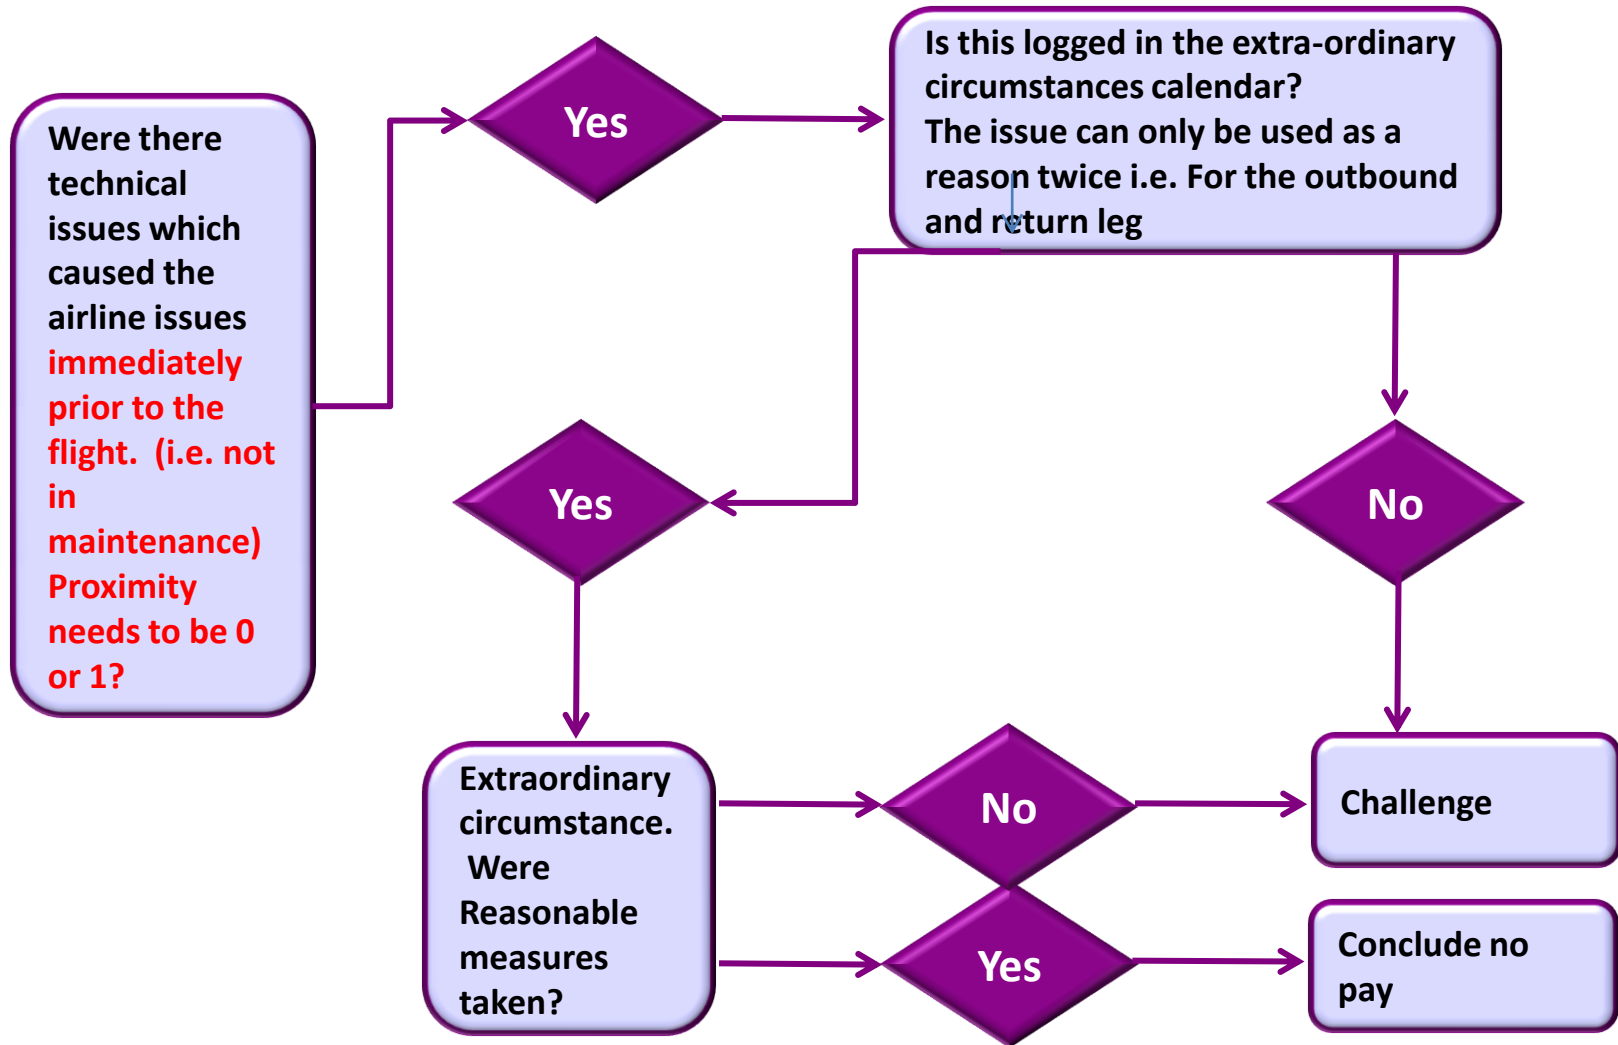 Were there
technical
issues which
caused the
airline issues
immediately
prior to the
flight.  (i.e. not
in
maintenance)
Proximity
needs to be 0
or 1?
Yes
Is this logged in the extra-ordinary
circumstances calendar?
The issue can only be used as a
reason twice i.e. For the outbound
and return leg
Yes
No
Extraordinary
circumstance.
Were
Reasonable
measures
taken?
No
Challenge
Yes
Conclude no
pay